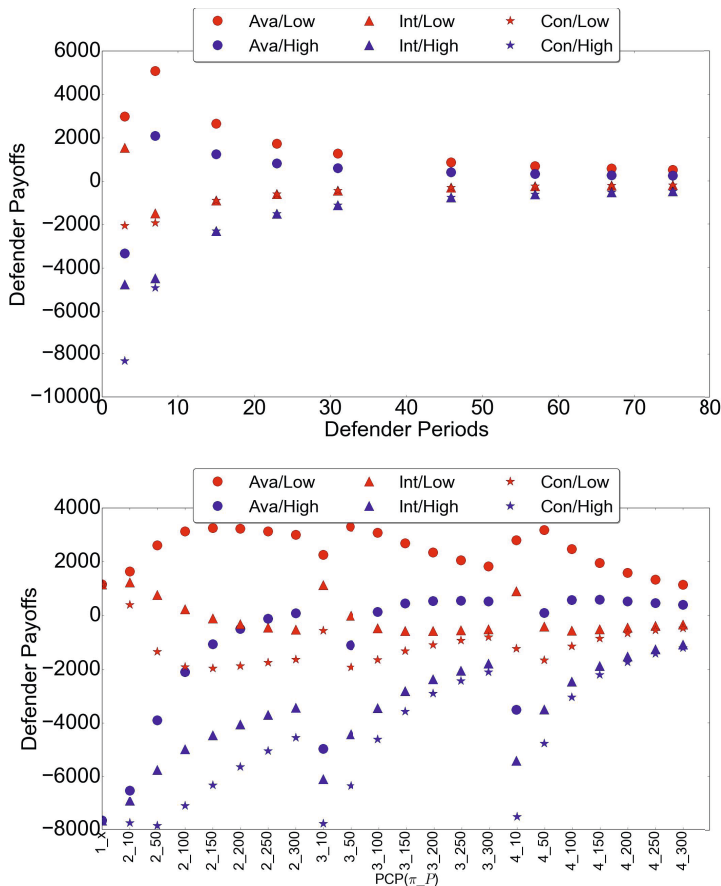 Ava/Low Int/Low Con/Low
Ava/High Int/High Con/High
6000
4000
2000
0
−2000
−4000
−6000
−8000
−10000
Defender Payoffs
0 10 20 30 40 50 60 70 80
Defender Periods
Ava/Low Int/Low Con/Low
Ava/High Int/High Con/High
4000
2000
0
−2000
−4000
−6000
−8000
Defender Payoffs
1_x 2_10 2_50 2_100 2_150 2_200 2_250 2_300 3_10 3_50 3_100 3_150 3_200 3_250 3_300 4_10 4_50 4_100 4_150 4_200 4_250 4_300
PCP(π_P)